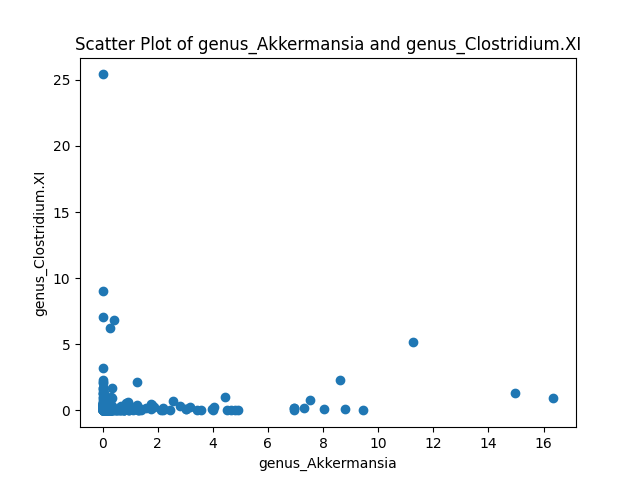 Scatter Plot of genus_Akkermansia and genus_Clostridium.XI
25
20
15
10
5
0
genus_Clostridium.XI
0 2 4 6 8 10 12 14 16
genus_Akkermansia